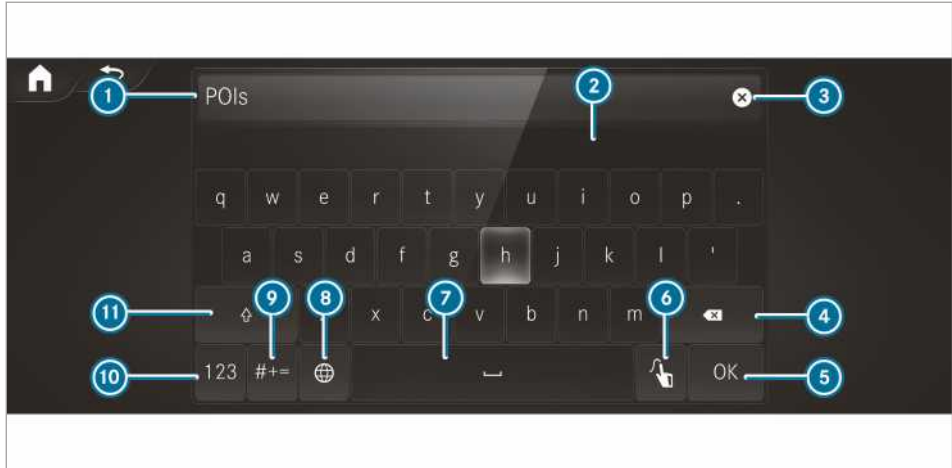 1 POIs 2 3
q w e r t y u i o p .
a s d f g h j k l '
9 8 7 6
11 x c v b n m 4
10 123 #+= OK 5